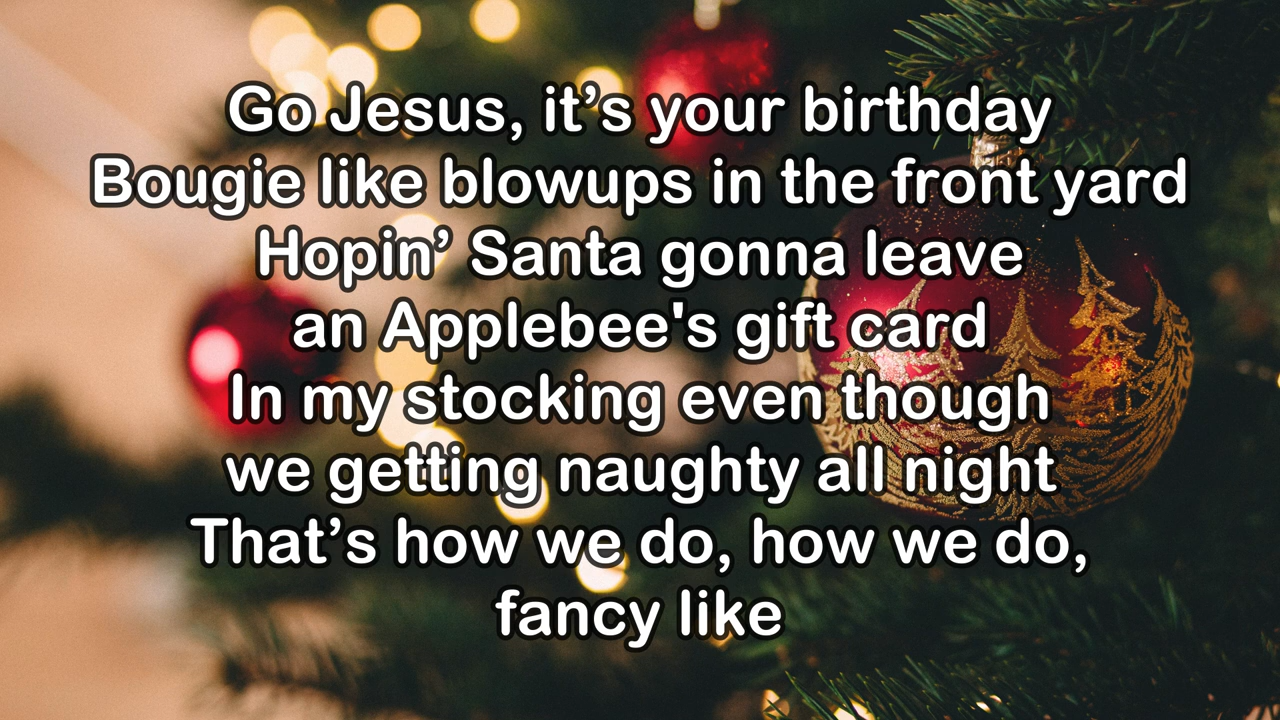 Go Jesus, it’s your birthday
Bougie like blowups in the front yard
Hopin’ Santa gonna leave
an Applebee's gift card
In my stocking even though
we getting naughty all night
That’s how we do, how we do,
fancy like